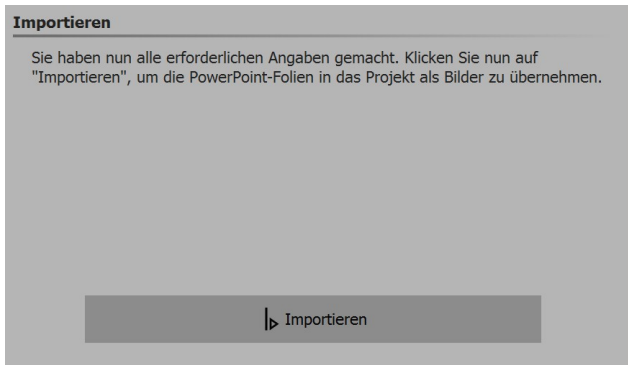 Importieren
Sie haben nun alle erforderlichen Angaben gemacht. Klicken Sie nun auf
"Importieren", um die PowerPoint-Folien in das Projekt als Bilder zu übernehmen.
Importieren